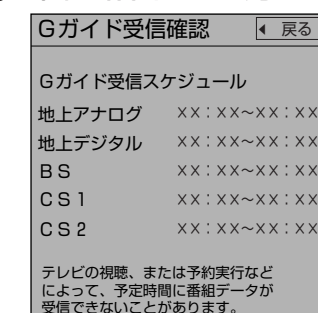 Gガイド受信確認 ◀ 戻る
Gガイド受信スケジュール
地上アナログ XX:XX〜XX:XX
地上デジタル XX:XX〜XX:XX
BS XX:XX〜XX:XX
CS1 XX:XX〜XX:XX
CS2 XX:XX〜XX:XX
テレビの視聴、または予約実行など
によって、予定時間に番組データが
受信できないことがあります。